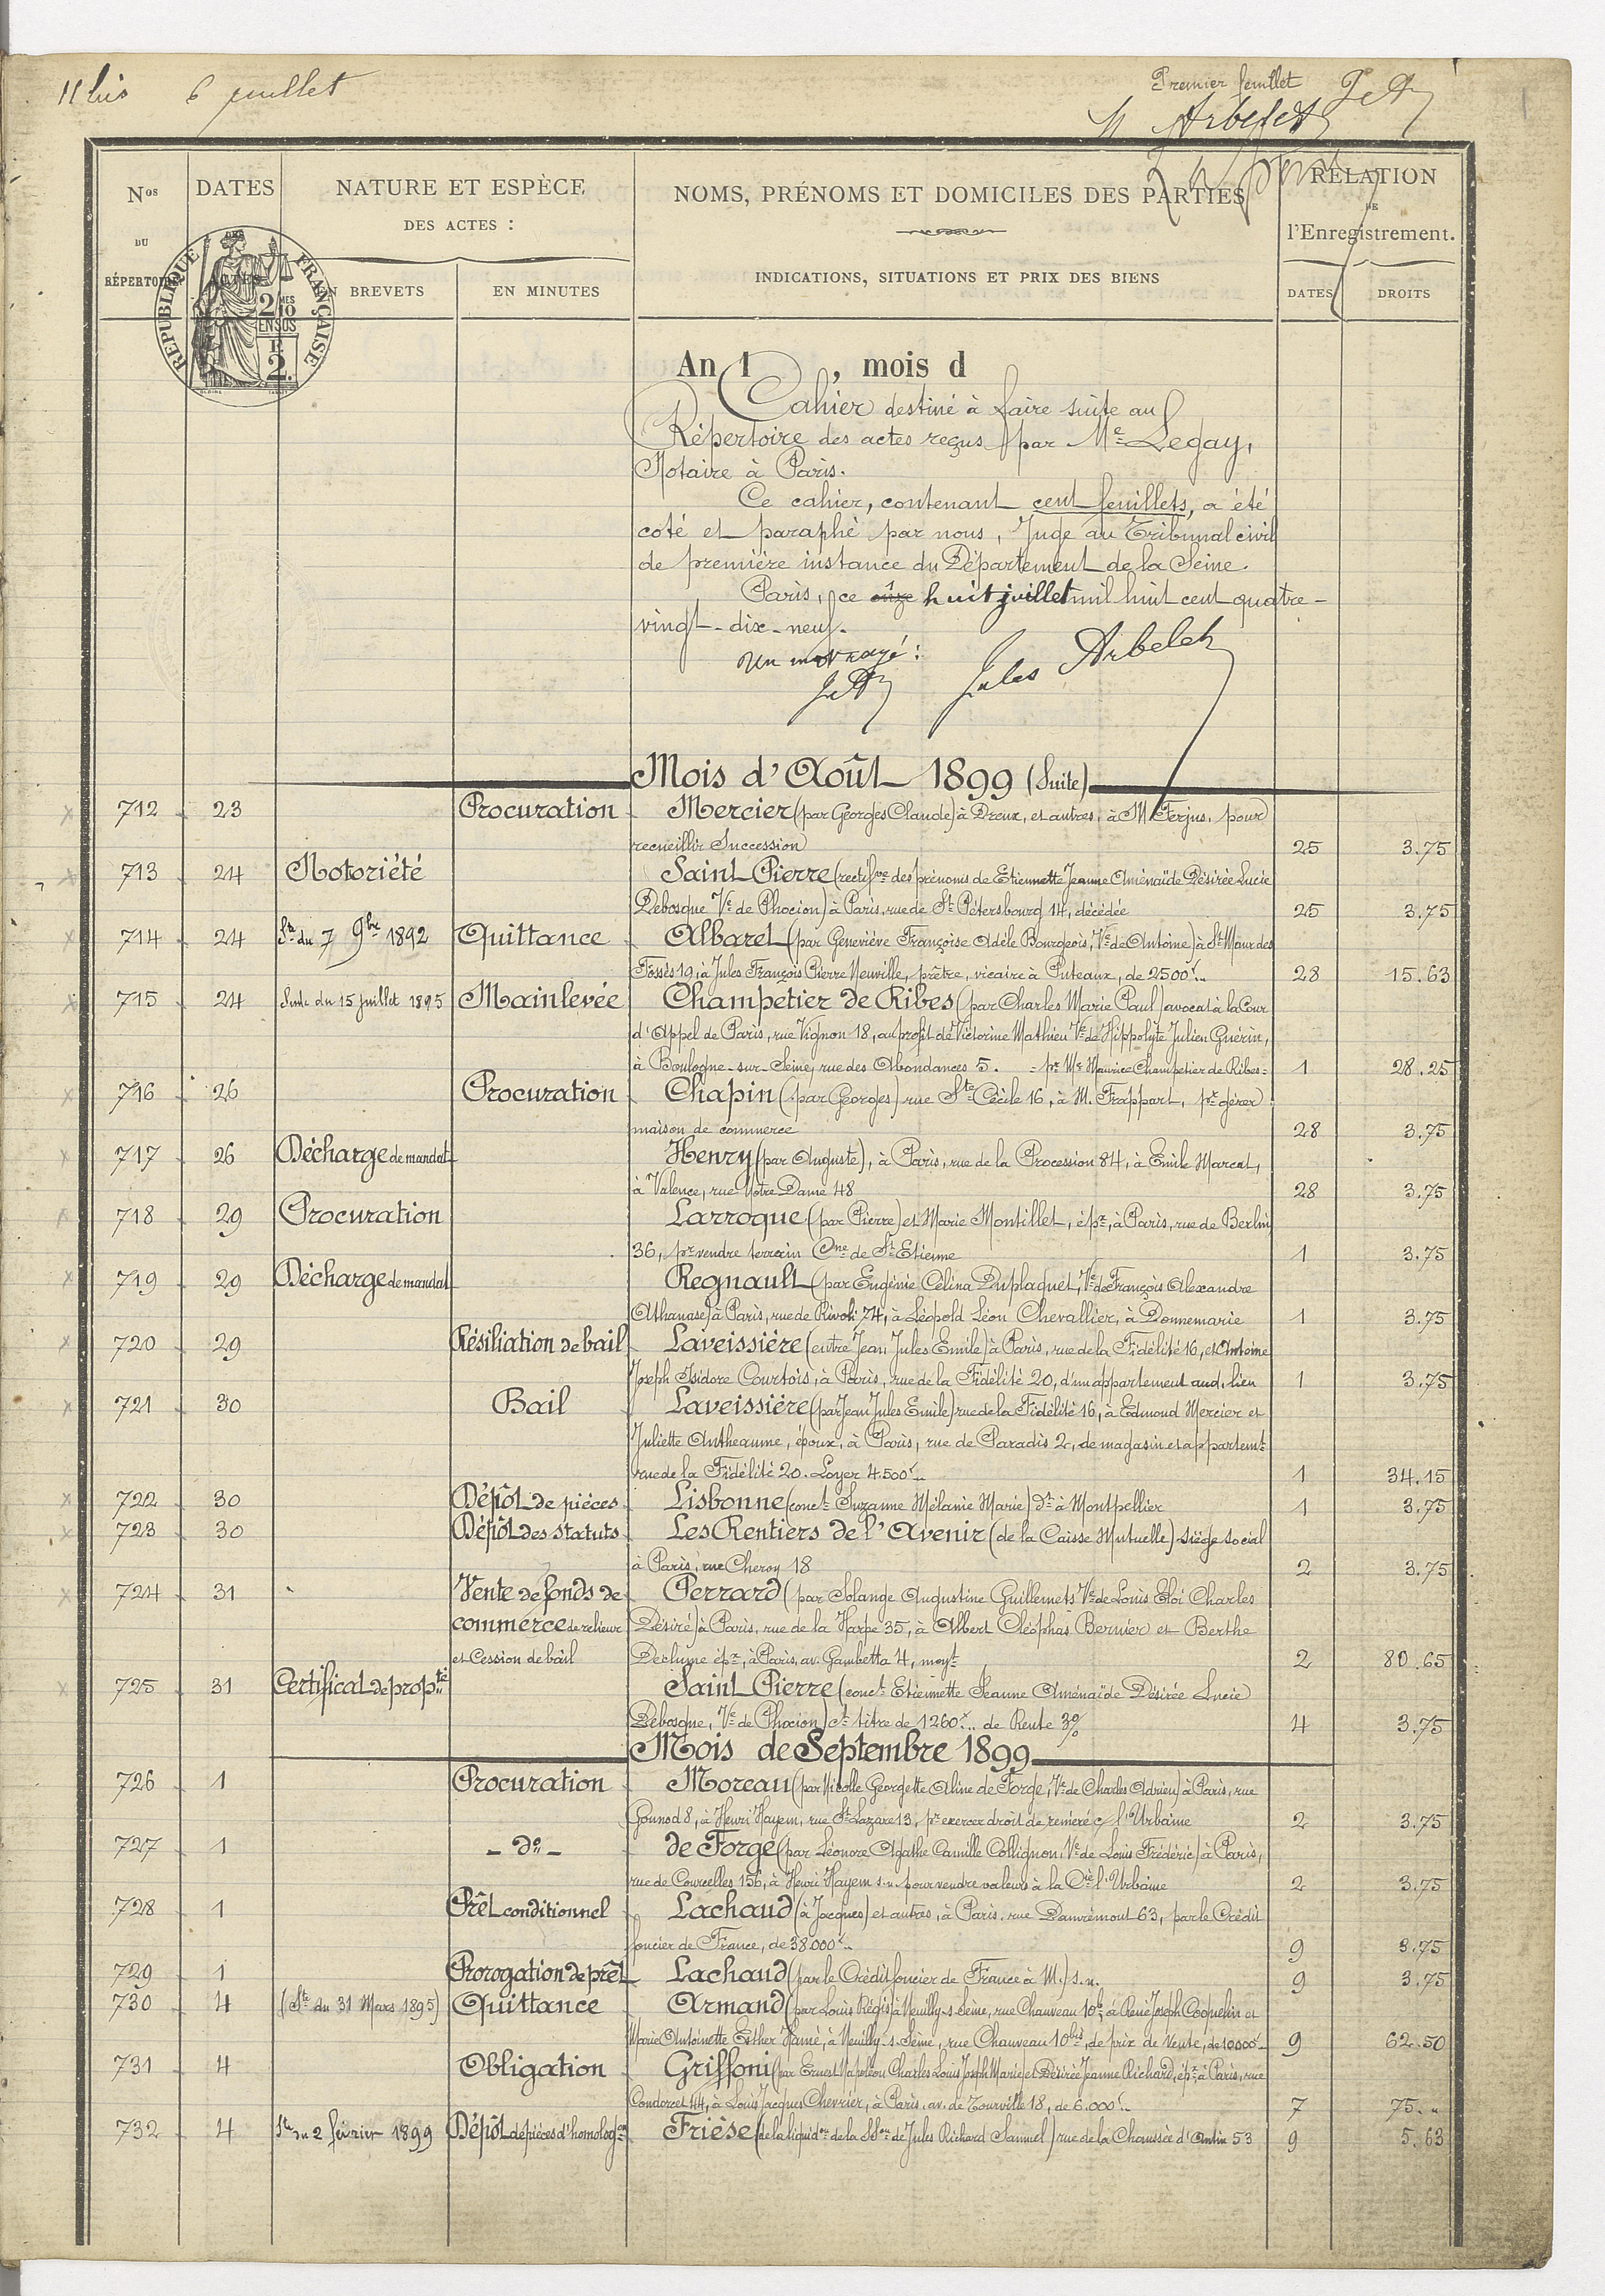 11 bis 6 juillet
Premier feuillet
Arbelet
Nos DU RÉPERTOIRE
DATES
NATURE ET ESPÈCE
DES ACTES :
EN BREVETS
EN MINUTES
NOMS, PRÉNOMS ET DOMICILES DES PARTIES
INDICATIONS, SITUATIONS ET PRIX DES BIENS
RELATION
DE
l'Enregistrement.
DATES
DROITS
RÉPUBLIQUE FRANÇAISE
An 1 , mois d
Cahier destiné à faire suite au
Répertoire des actes reçus par Me Legay,
Notaire à Paris.
Ce cahier, contenant cent feuillets, a été
coté et paraphé par nous, Juge au Tribunal civil
de première instance du Département de la Seine.
Paris, ce onze huit juillet mil huit cent quatre-
vingt-dix-neuf.
Un mot rayé :
Jules Arbelet
Mois d'Août 1899 (Suite)
712 23 Procuration Mercier (par Georges Claude) à Dreux, et autres, à M. Ferjus, pour
recueillir Succession 25 3.75
713 24 Notoriété Saint Pierre (rectifve des prénoms de Etiennette Jeanne Aménaïde Désirée Lucie
Debosque Ve de Phocion) à Paris, rue de St Pétersbourg 14, décédée 25 3.75
714 24 Ste du 7 9bre 1892 Quittance Albaret (par Geneviève Françoise Adèle Bourgeois, Ve de Antoine) à St Maur des
Fossés 19, à Jules François Pierre Neuville, prêtre, vicaire à Puteaux, de 2500f.. 28 15.63
715 24 Suite du 15 juillet 1895 Mainlevée Champetier de Ribes (par Charles Marie Paul) avocat à la Cour
d'Appel de Paris, rue Vignon 18, au profit de Victorine Mathieu Ve de Hippolyte Julien Guérin,
à Boulogne-sur-Seine, rue des Abondances 5. = pr Me Maurice Champetier de Ribes = 1 28.25
716 26 Procuration Chapin (par Georges) rue Ste Cécile 16, à M. Frappart, pr gérer
maison de commerce 28 3.75
717 26 Décharge de mandat Henry (par Auguste), à Paris, rue de la Procession 84, à Emile Marcat,
à Valence, rue Notre Dame 48 28 3.75
718 29 Procuration Larroque (par Pierre) et Marie Montillet, épx, à Paris, rue de Berlin
36, pr vendre terrain Cne de St Etienne 1 3.75
719 29 Décharge de mandat Regnault (par Eugénie Célina Duplaquet, Ve de François Alexandre
Athanase) à Paris, rue de Rivoli 74, à Léopold Léon Chevallier, à Donnemarie 1 3.75
720 29 Résiliation de bail Laveissière (entre Jean Jules Emile) à Paris, rue de la Fidélité 16, et Antoine
Joseph Isidore Courtois, à Paris, rue de la Fidélité 20, d'un appartement aud. lieu 1 3.75
721 30 Bail Laveissière (par Jean Jules Emile) rue de la Fidélité 16, à Edmond Mercier et
Juliette Antheaume, époux, à Paris, rue de Paradis 2, de magasin et appartemt
rue de la Fidélité 20. Loyer 4.500f.. 1 34.15
722 30 Dépôt de pièces Lisbonne (conct Suzanne Mélanie Marie) dt à Montpellier 1 3.75
723 30 Dépôt des Statuts Les Rentiers de l'Avenir (de la Caisse Mutuelle) siège social
à Paris, rue Cheroy 18 2 3.75
724 31 Vente de fonds de Perrard (par Solange Augustine Guillemets Ve de Louis Eloi Charles
commerce de relieur Désiré) à Paris, rue de la Harpe 35, à Albert Cléophas Bernier et Berthe
et Cession de bail Declume épx, à Paris, av. Gambetta 4, moyt 2 80.65
725 31 Certificat de propté Saint Pierre (conct Etiennette Jeanne Aménaïde Désirée Lucie
Debosque, Ve de Phocion) ct titre de 1260f.. de Rente 3% 4 3.75
Mois de Septembre 1899
726 1 Procuration Moreau (par Nicolle Georgette Aline de Forge, Ve de Charles Adrien) à Paris, rue
Gounod 8, à Henri Hayem, rue St Lazare 13, pr exercer droit de réméré c/ l'Urbaine 2 3.75
727 1 - do - de Forge (par Léonore Agathe Camille Collignon, Ve de Louis Frédéric) à Paris,
rue de Courcelles 156, à Henri Hayem s.n. pour vendre valeurs à la Cie l'Urbaine 2 3.75
728 1 Prêt conditionnel Lachaud (à Jacques) et autres, à Paris, rue Damrémont 63, par le Crédit
foncier de France, de 38.000f.. 9 3.75
729 1 Prorogation de prêt Lachaud (par le Crédit foncier de France à M.) s.n. 9 3.75
730 4 (Ste du 31 Mars 1895) Quittance Armand (par Louis Régis) à Neuilly-s-Seine, rue Chauveau 10b, à René Joseph Coquelin et
Marie Antoinette Esther Hamé, à Neuilly-s-Seine, rue Chauveau 10bis, de prix de Vente, de 10.000f 9 62.50
731 4 Obligation Griffoni (par Ernest Napoléon Charles Louis Joseph Marie) et Désirée Jeanne Richard, épx, à Paris, rue
Condorcet 44, à Louis Jacques Chevrier, à Paris, av. de Tourville 18, de 6.000f.. 7 75. "
732 4 Ste du 2 février 1899 Dépôt de pièces d'homologon Frièse (de la liquidon de la SSon de Jules Richard Samuel) rue de la Chaussée d'Antin 53 9 5.63